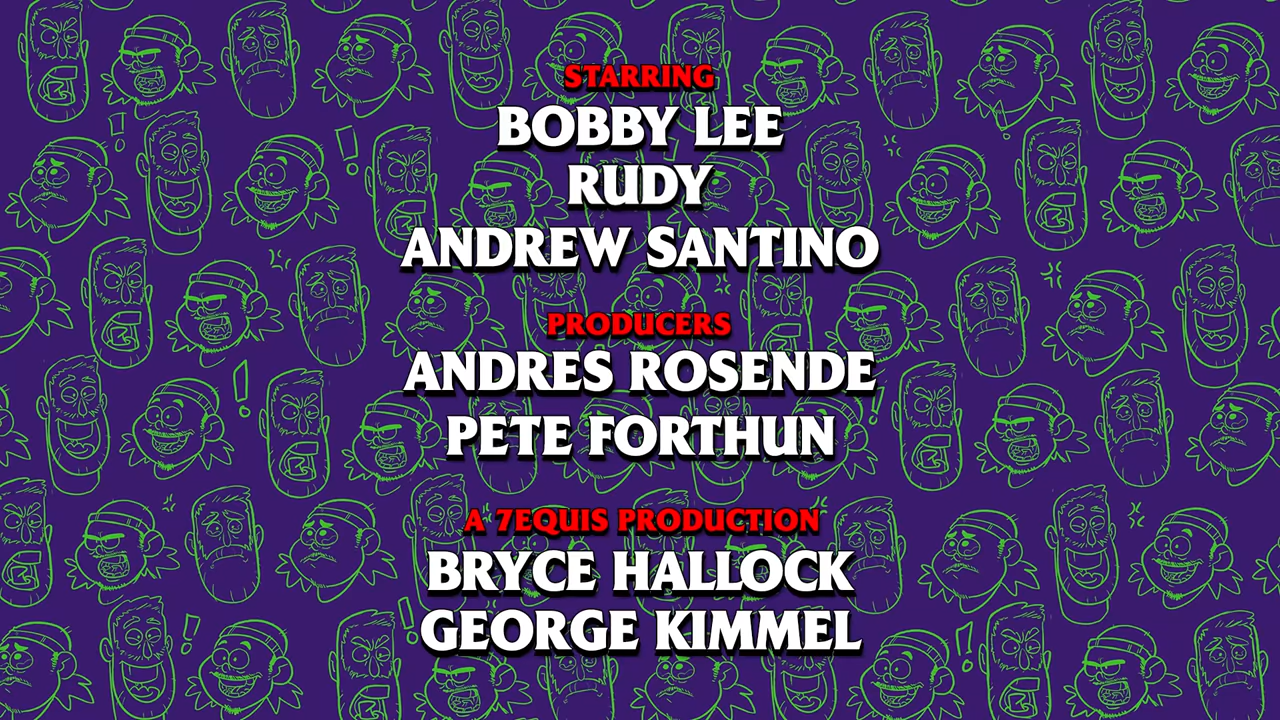 STARRING
BOBBY LEE
RUDY
ANDREW SANTINO
PRODUCERS
ANDRES ROSENDE
PETE FORTHUN
A 7EQUIS PRODUCTION
BRYCE HALLOCK
GEORGE KIMMEL